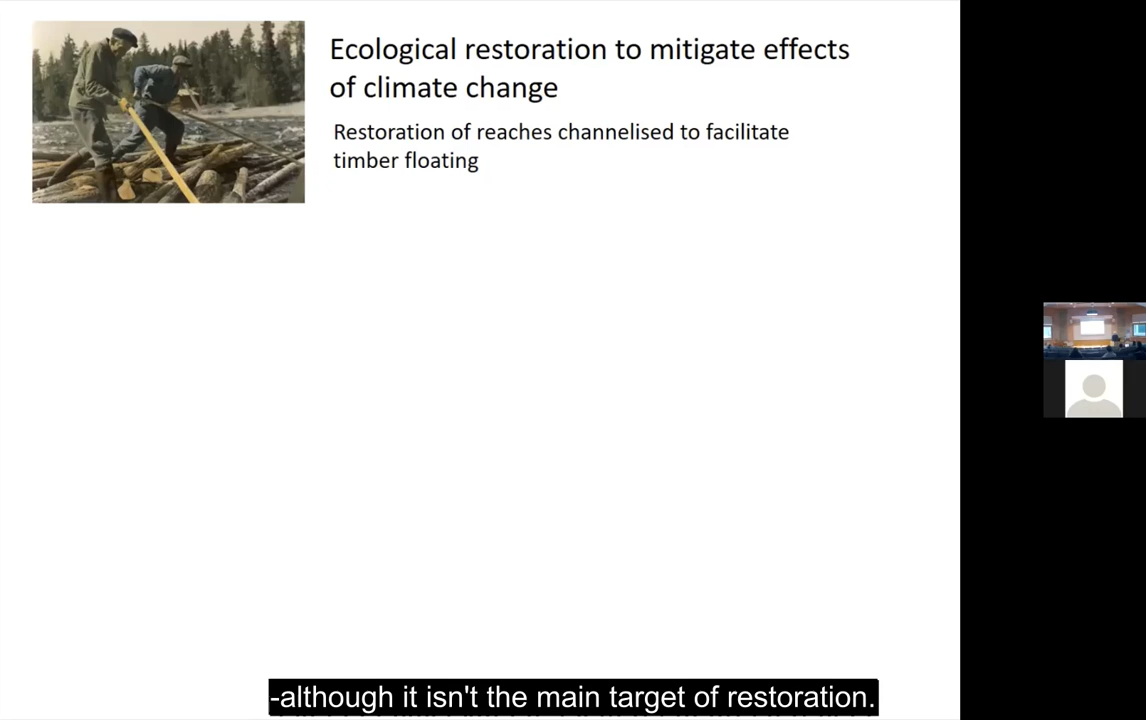 Ecological restoration to mitigate effects
of climate change
Restoration of reaches channelised to facilitate
timber floating
-although it isn't the main target of restoration.